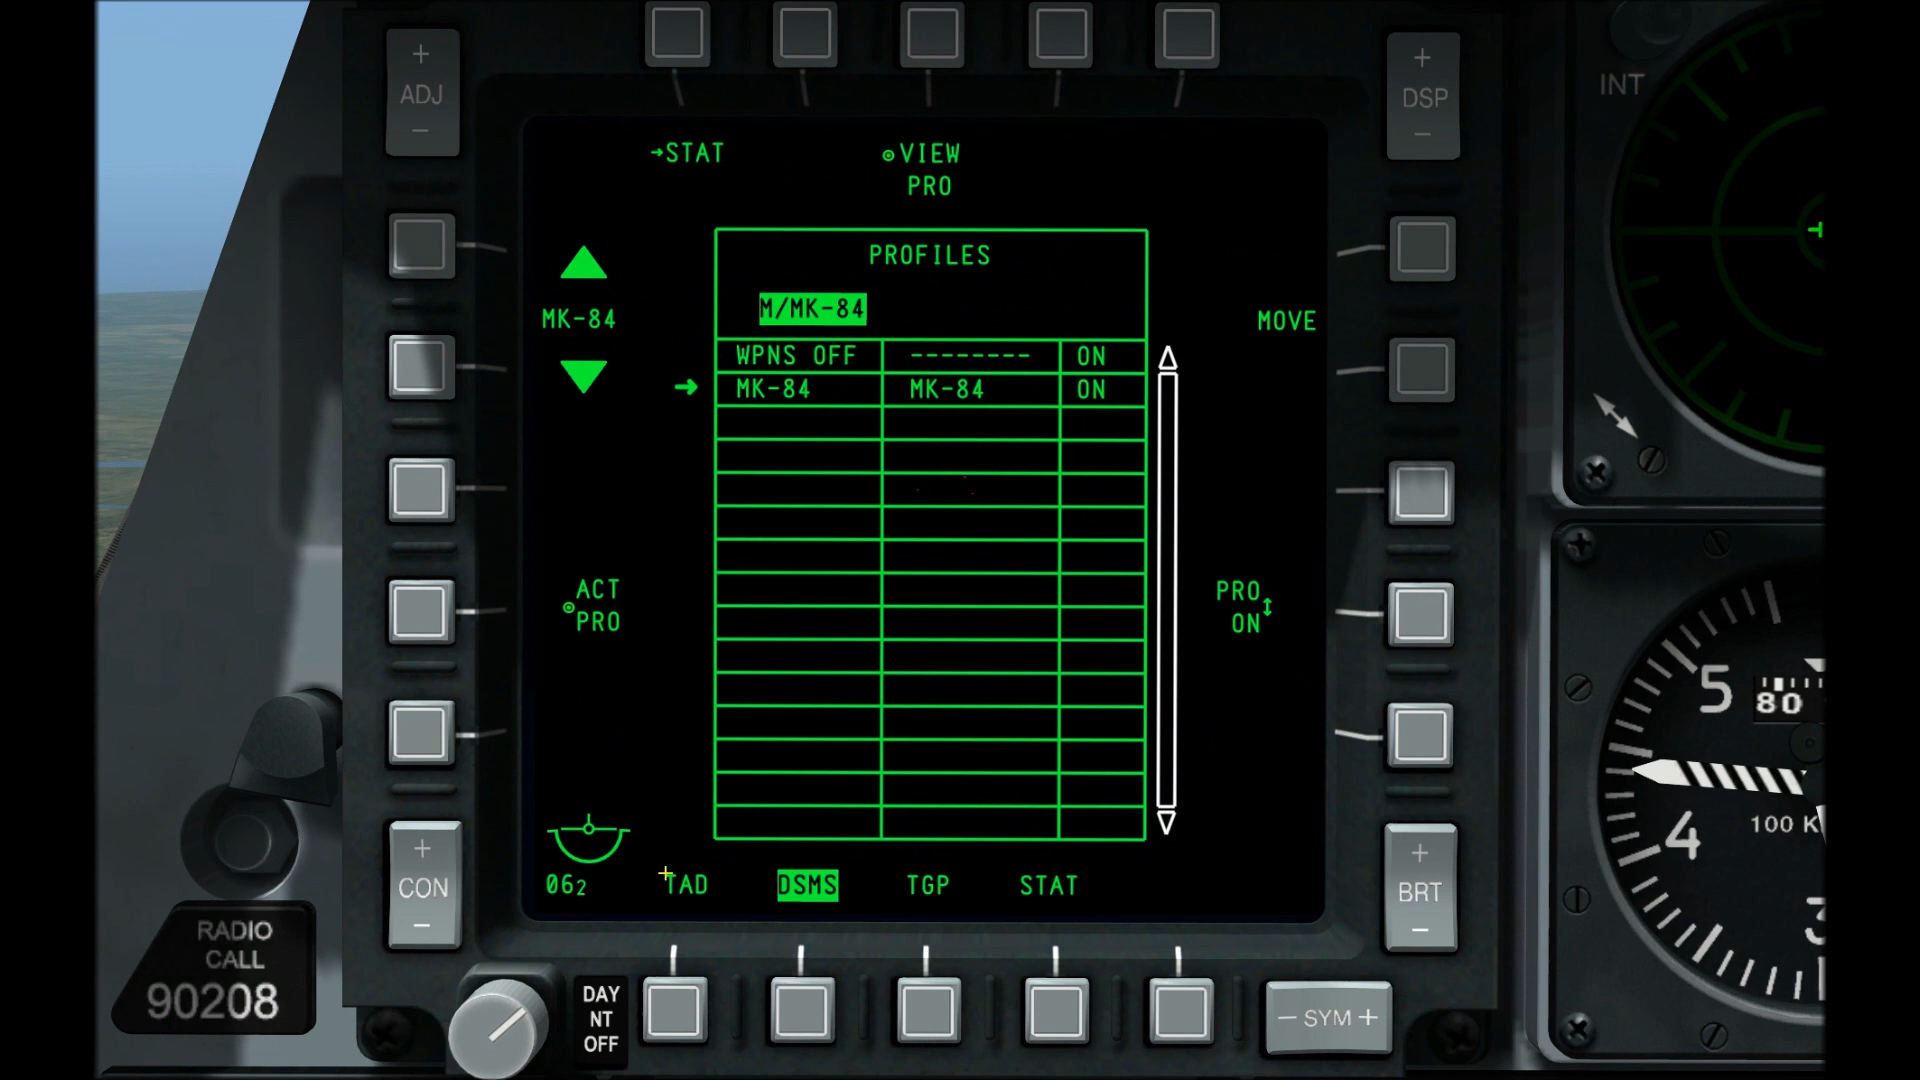 +
ADJ
−
+
DSP
−
INT
→STAT
VIEW
PRO
PROFILES
M/MK-84
MK-84
MOVE
WPNS OFF -------- ON
MK-84 MK-84 ON
ACT
PRO
PRO
ON
5
80
4
100 K
3
+
CON
−
+
BRT
−
06₂
TAD DSMS TGP STAT
RADIO
CALL
90208
DAY
NT
OFF
− SYM +